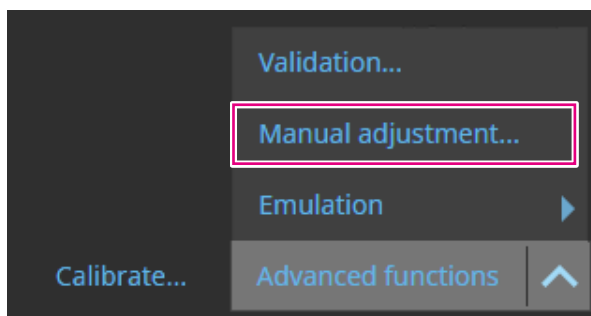 Validation...
Manual adjustment...
Emulation
Calibrate... Advanced functions